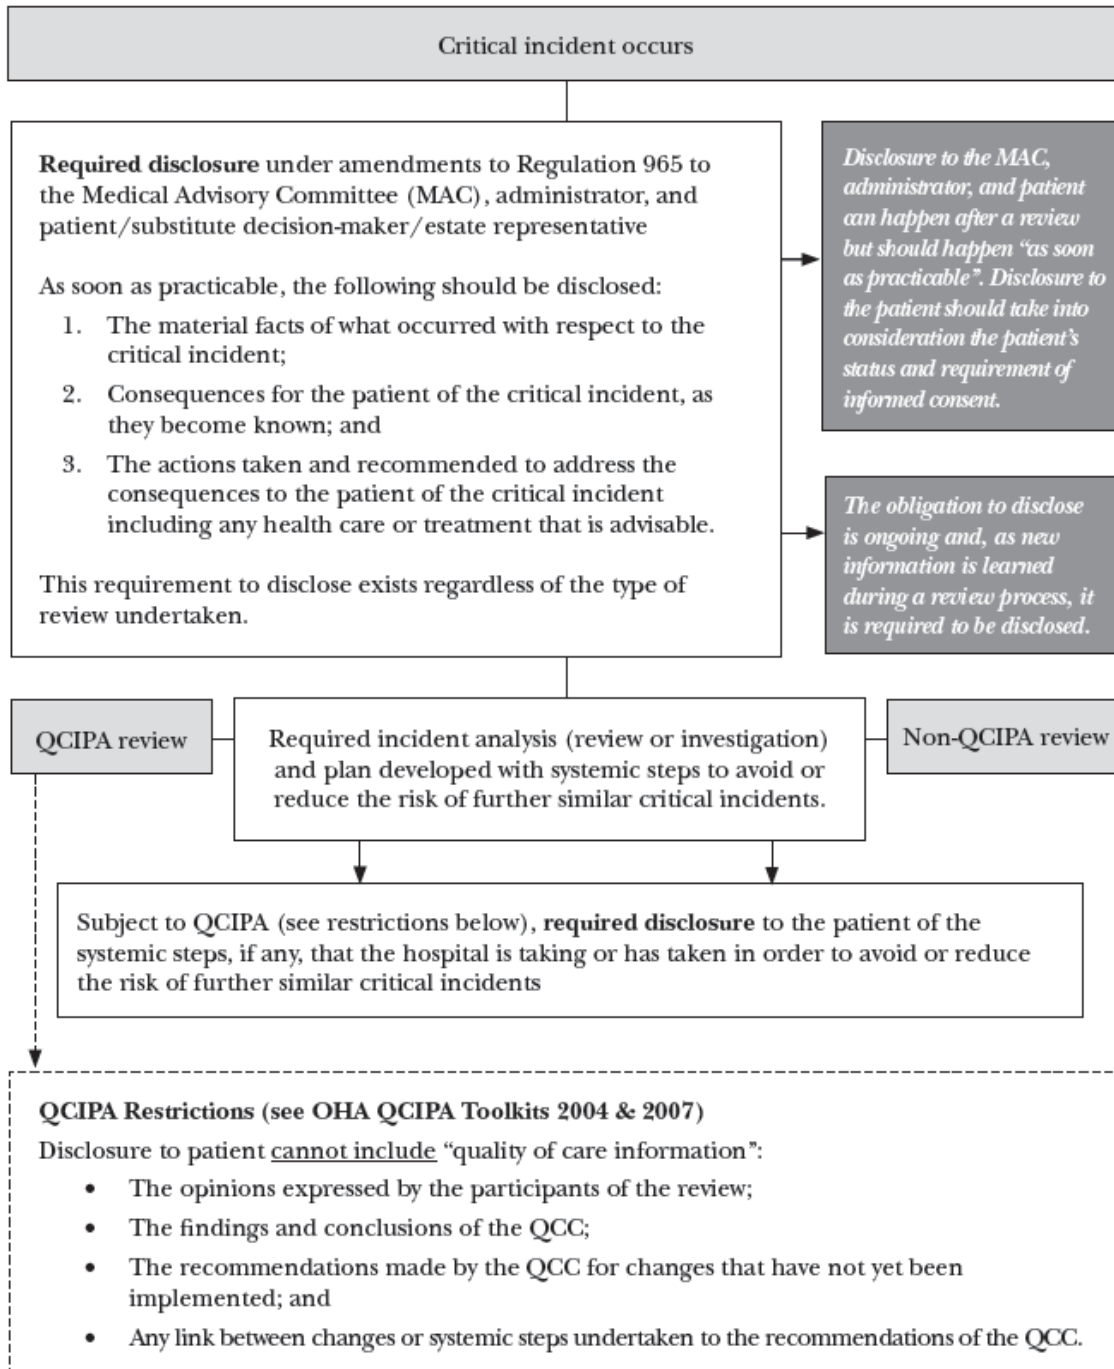 Critical incident occurs
Required disclosure under amendments to Regulation 965 to
the Medical Advisory Committee (MAC), administrator, and
patient/substitute decision-maker/estate representative
As soon as practicable, the following should be disclosed:
1. The material facts of what occurred with respect to the
critical incident;
2. Consequences for the patient of the critical incident, as
they become known; and
3. The actions taken and recommended to address the
consequences to the patient of the critical incident
including any health care or treatment that is advisable.
This requirement to disclose exists regardless of the type of
review undertaken.
Disclosure to the MAC,
administrator, and patient
can happen after a review
but should happen “as soon
as practicable”. Disclosure to
the patient should take into
consideration the patient’s
status and requirement of
informed consent.
The obligation to disclose
is ongoing and, as new
information is learned
during a review process, it
is required to be disclosed.
QCIPA review
Required incident analysis (review or investigation)
and plan developed with systemic steps to avoid or
reduce the risk of further similar critical incidents.
Non-QCIPA review
Subject to QCIPA (see restrictions below), required disclosure to the patient of the
systemic steps, if any, that the hospital is taking or has taken in order to avoid or reduce
the risk of further similar critical incidents
QCIPA Restrictions (see OHA QCIPA Toolkits 2004 & 2007)
Disclosure to patient cannot include “quality of care information”:
• The opinions expressed by the participants of the review;
• The findings and conclusions of the QCC;
• The recommendations made by the QCC for changes that have not yet been
implemented; and
• Any link between changes or systemic steps undertaken to the recommendations of the QCC.